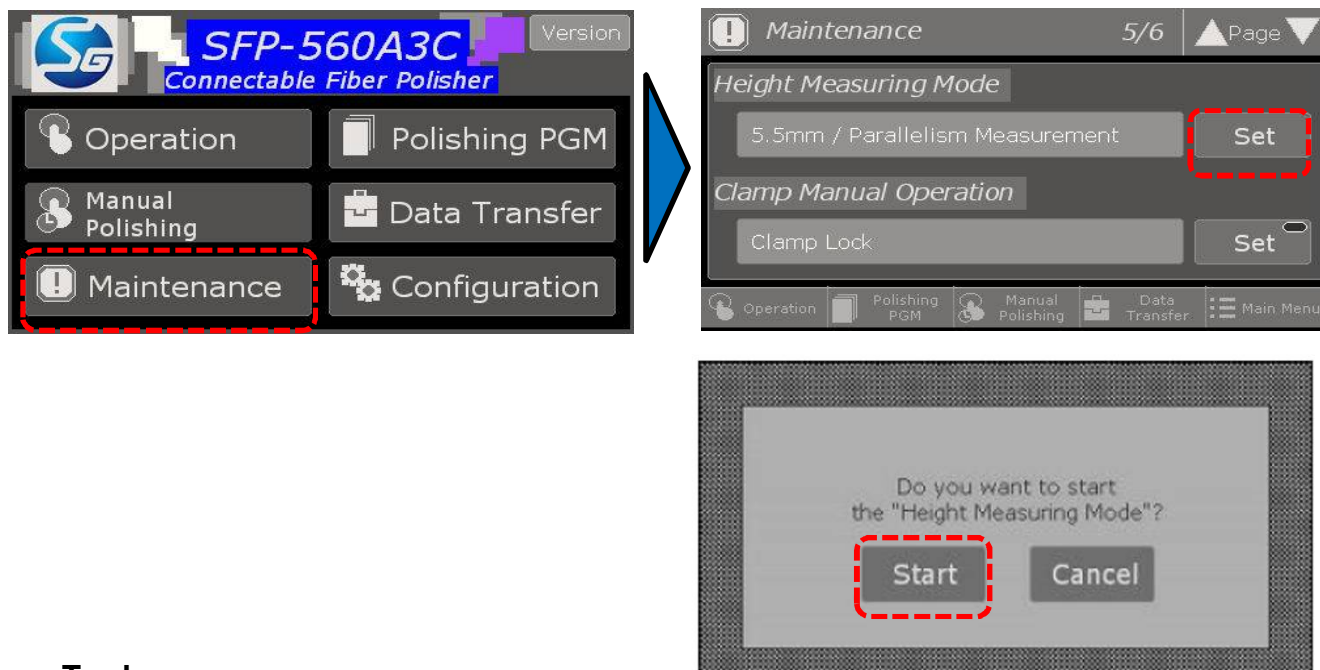 SG
SFP-560A3C
Version
Connectable Fiber Polisher
Operation
Polishing PGM
Manual
Polishing
Data Transfer
Maintenance
Configuration
Maintenance 5/6 Page
Height Measuring Mode
5.5mm / Parallelism Measurement Set
Clamp Manual Operation
Clamp Lock Set
Operation
Polishing
PGM
Manual
Polishing
Data
Transfer
Main Menu
Do you want to start
the "Height Measuring Mode"?
Start Cancel